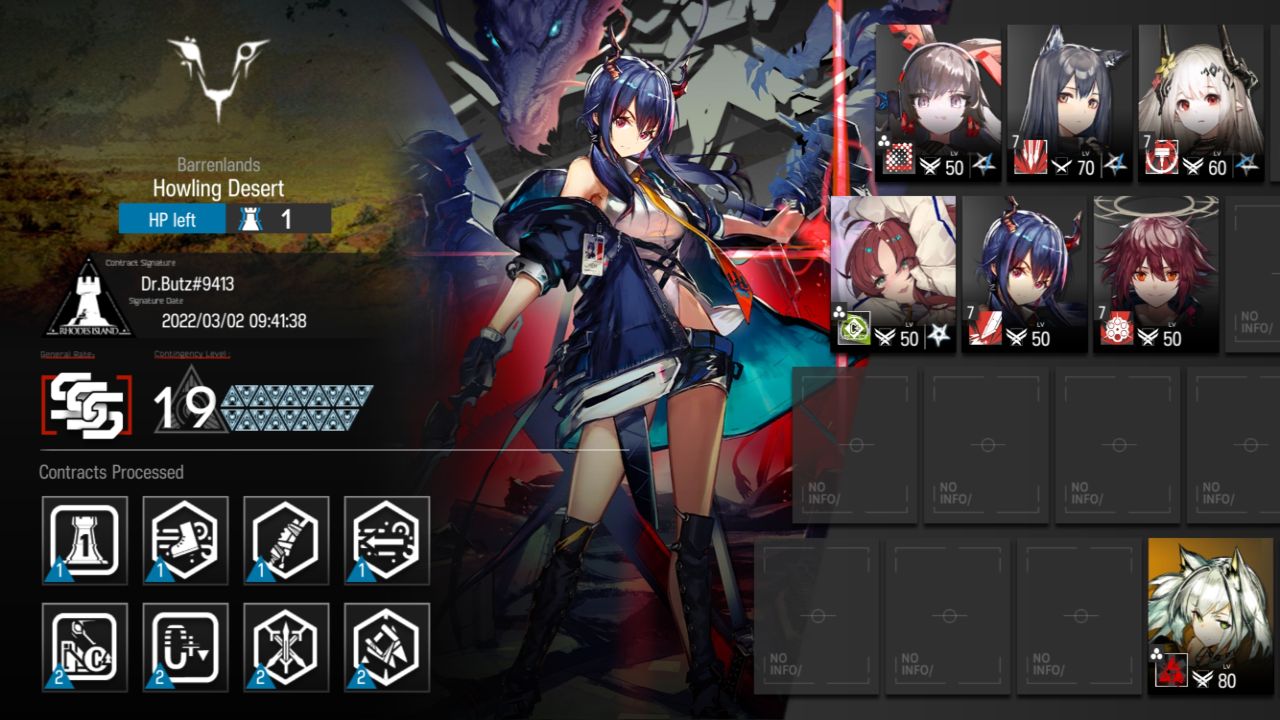 Barrenlands
Howling Desert
HP left 1
Contract Signature
Dr.Butz#9413
Signature Date
2022/03/02 09:41:38
RHODES ISLAND
General Rate:
Contingency Level:
SSS
19
Contracts Processed
1
1 1 1 1
2 2 2 2
LV
50
7
LV
70
7
LV
60
LV
50
7
LV
50
7
LV
50
NO
INFO/
NO
INFO/
NO
INFO/
NO
INFO/
NO
INFO/
NO
INFO/
NO
INFO/
NO
INFO/
LV
80